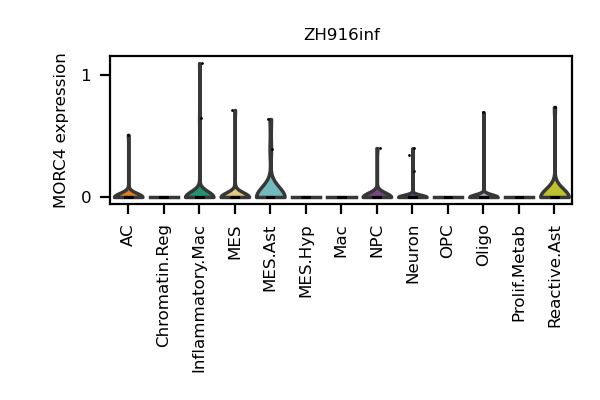 ZH916inf
MORC4 expression
1
0
AC
Chromatin.Reg
Inflammatory.Mac
MES
MES.Ast
MES.Hyp
Mac
NPC
Neuron
OPC
Oligo
Prolif.Metab
Reactive.Ast